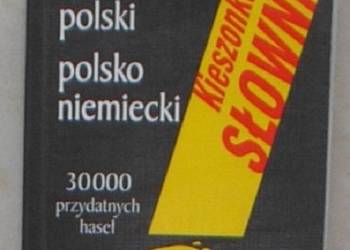 polski
polsko
niemiecki
30000
przydatnych
haseł
Kieszonk
SŁOWNI